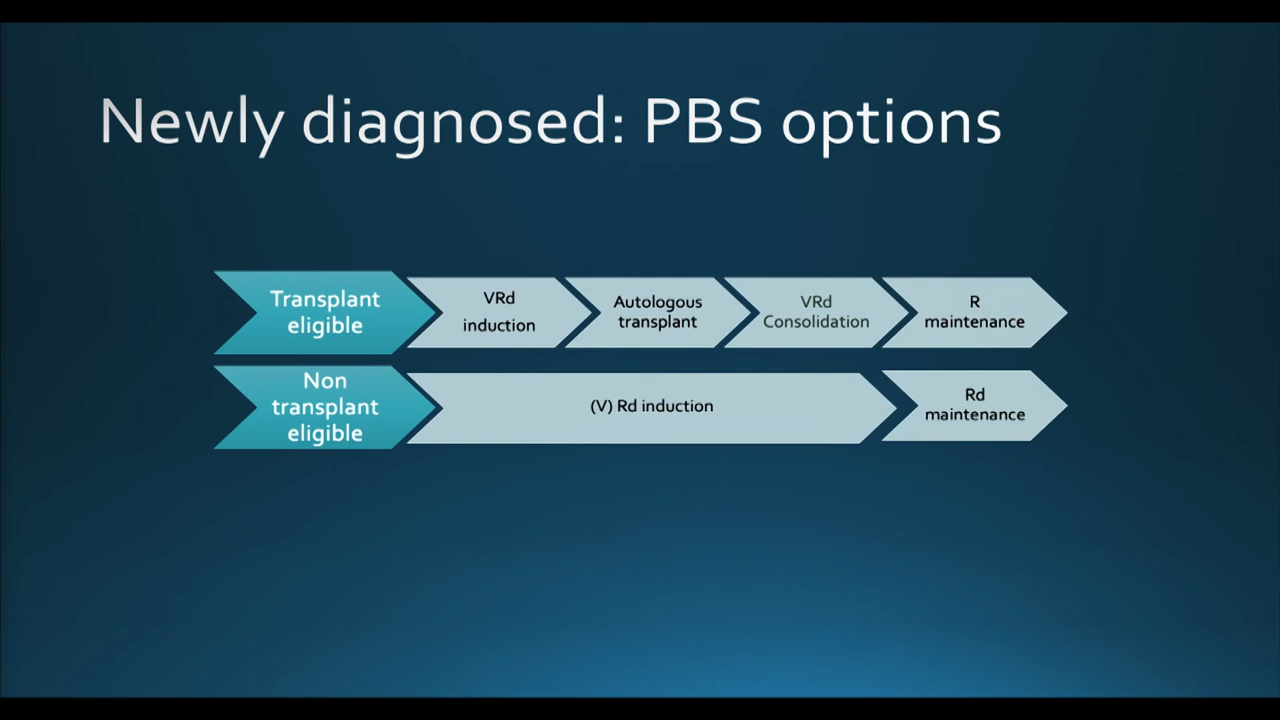 Newly diagnosed: PBS options
Transplant
eligible
VRd
induction
Autologous
transplant
VRd
Consolidation
R
maintenance
Non
transplant
eligible
(V) Rd induction
Rd
maintenance